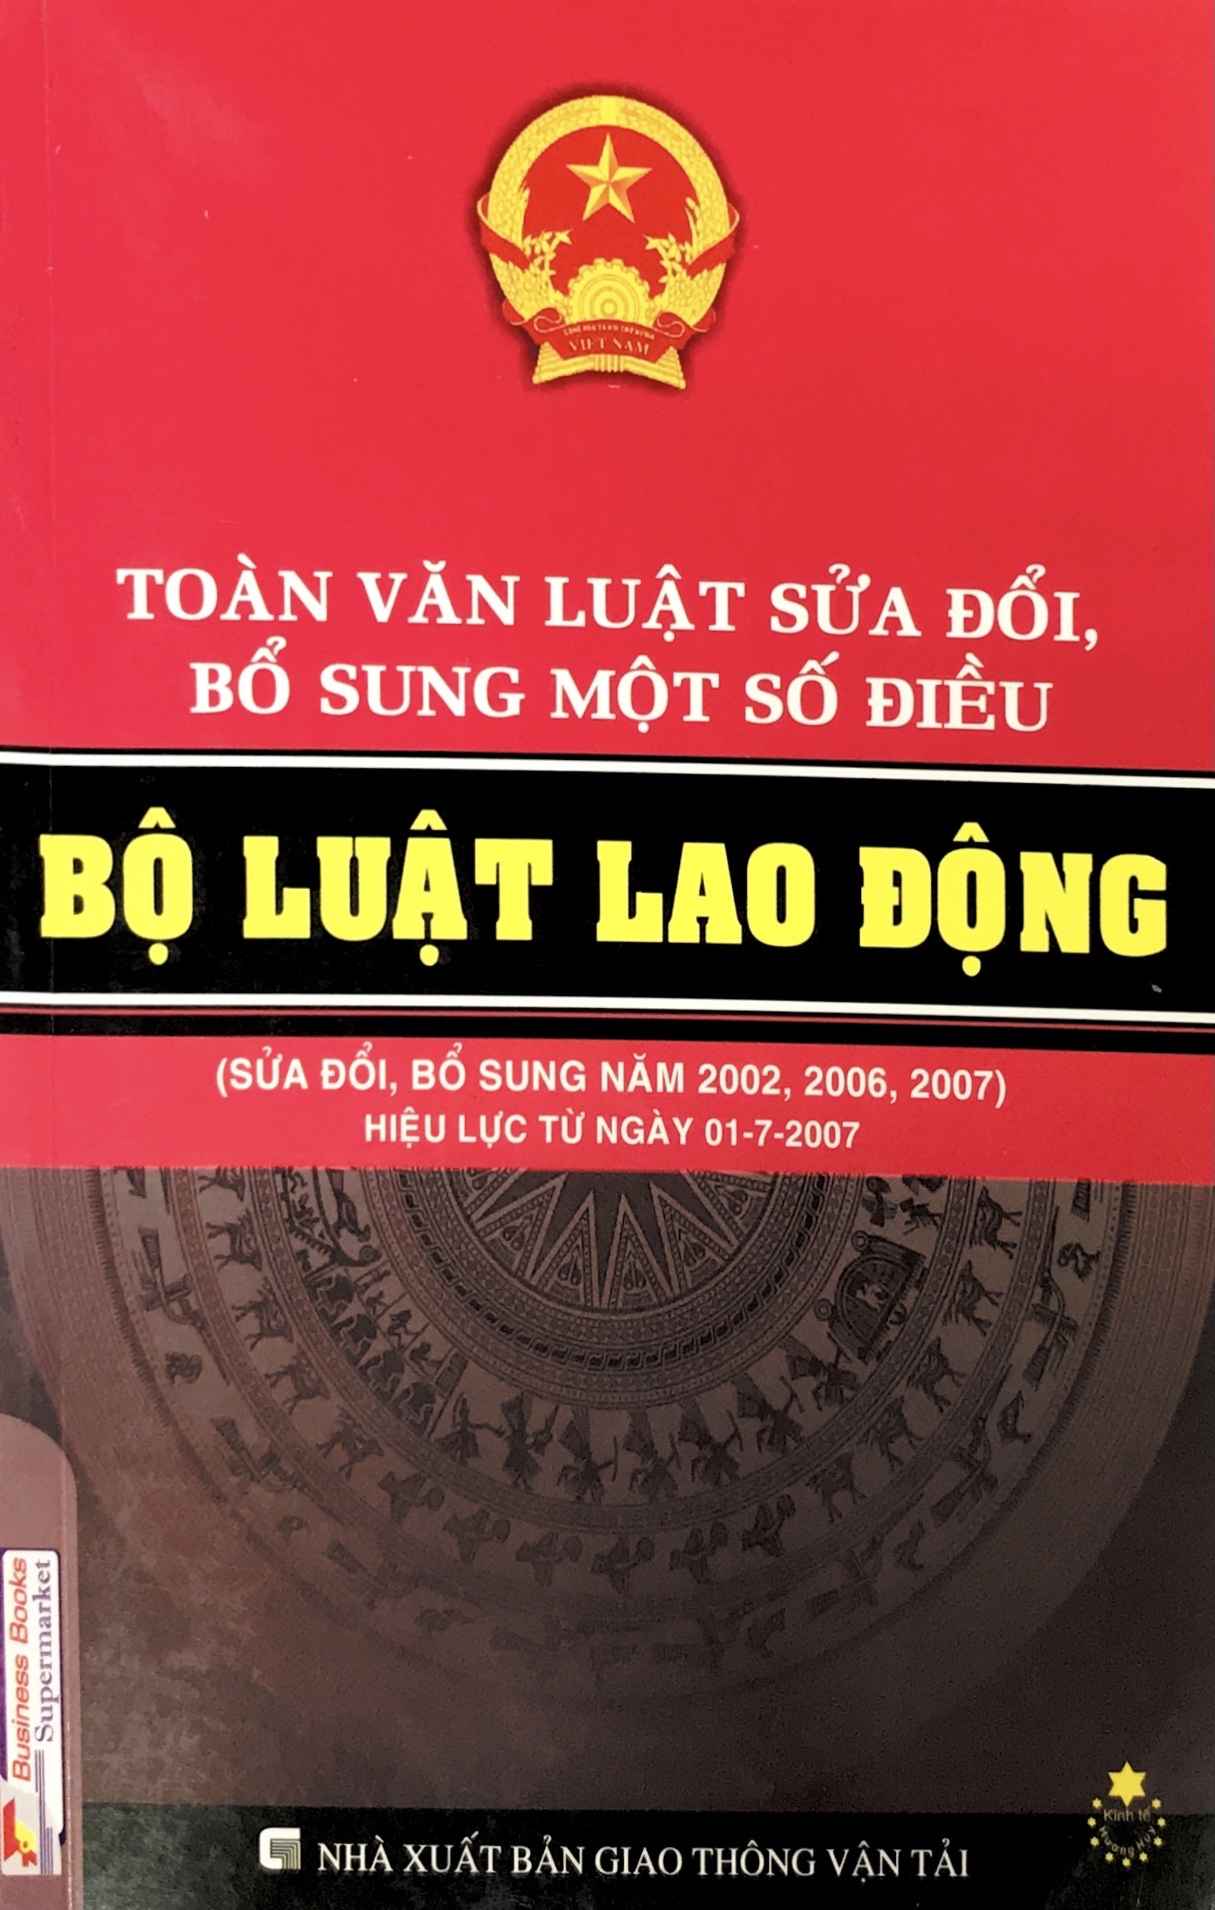 VIỆT NAM
TOÀN VĂN LUẬT SỬA ĐỔI,
BỔ SUNG MỘT SỐ ĐIỀU
BỘ LUẬT LAO ĐỘNG
(SỬA ĐỔI, BỔ SUNG NĂM 2002, 2006, 2007)
HIỆU LỰC TỪ NGÀY 01-7-2007
Business Books
Supermarket
Kinh tế
NHÀ XUẤT BẢN GIAO THÔNG VẬN TẢI